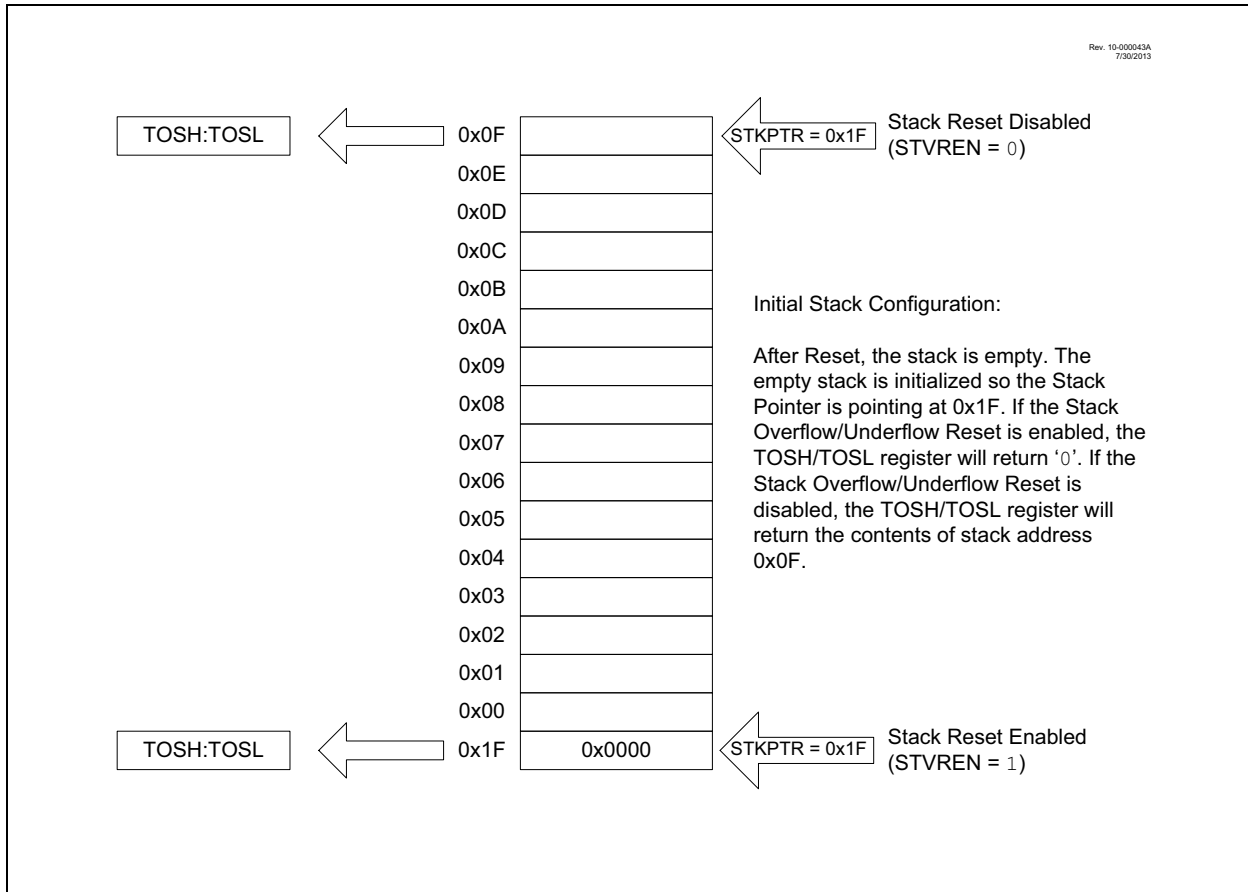 Rev. 10-000043A
7/30/2013
TOSH:TOSL
0x0F
STKPTR = 0x1F
Stack Reset Disabled
(STVREN = 0)
0x0E
0x0D
0x0C
0x0B
0x0A
0x09
0x08
0x07
0x06
0x05
0x04
0x03
0x02
0x01
0x00
Initial Stack Configuration:
After Reset, the stack is empty. The
empty stack is initialized so the Stack
Pointer is pointing at 0x1F. If the Stack
Overflow/Underflow Reset is enabled, the
TOSH/TOSL register will return ‘0’. If the
Stack Overflow/Underflow Reset is
disabled, the TOSH/TOSL register will
return the contents of stack address
0x0F.
TOSH:TOSL
0x1F
0x0000
STKPTR = 0x1F
Stack Reset Enabled
(STVREN = 1)